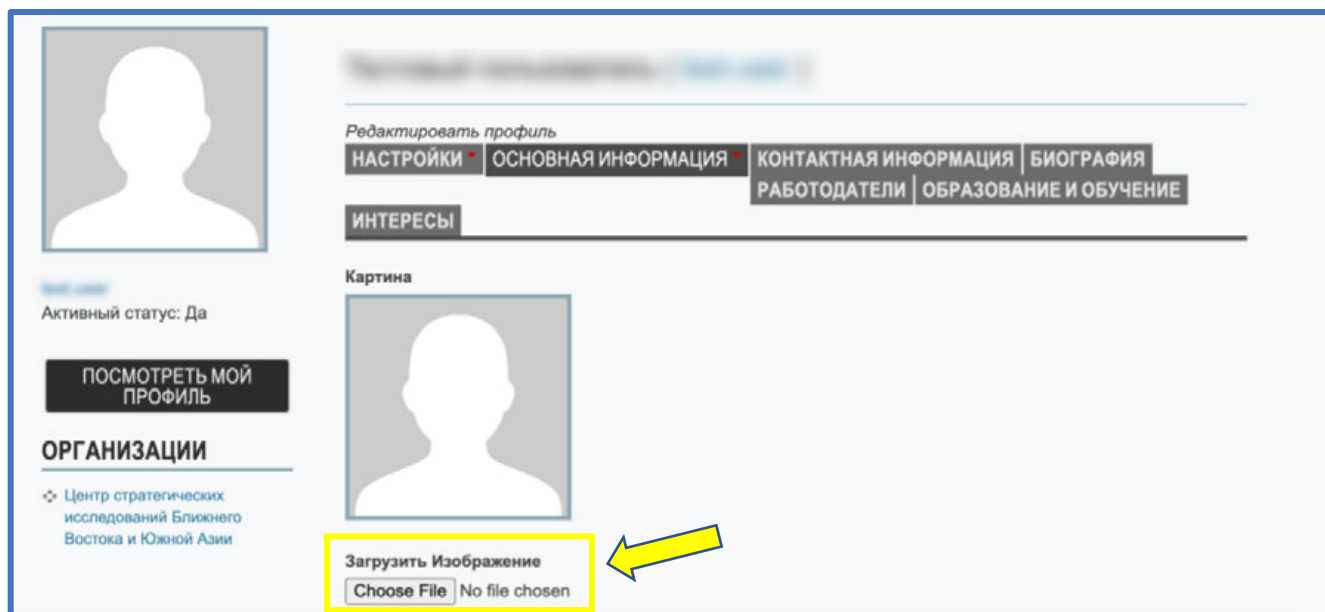 Редактировать профиль
НАСТРОЙКИ * ОСНОВНАЯ ИНФОРМАЦИЯ * КОНТАКТНАЯ ИНФОРМАЦИЯ БИОГРАФИЯ
РАБОТОДАТЕЛИ ОБРАЗОВАНИЕ И ОБУЧЕНИЕ
ИНТЕРЕСЫ
Активный статус: Да
ПОСМОТРЕТЬ МОЙ
ПРОФИЛЬ
ОРГАНИЗАЦИИ
Центр стратегических
исследований Ближнего
Востока и Южной Азии
Картина
Загрузить Изображение
Choose File No file chosen